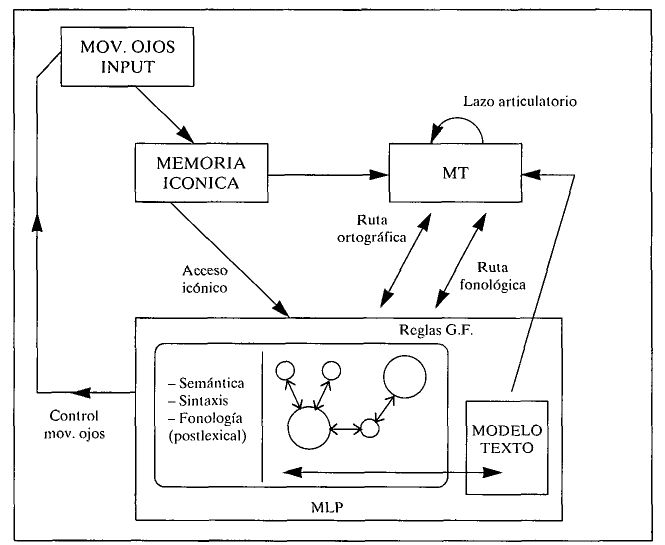 MOV. OJOS
INPUT
Lazo articulatorio
MEMORIA
ICONICA
MT
Ruta
ortográfica
Acceso
icónico
Ruta
fonológica
Reglas G.F.
– Semántica
– Sintaxis
– Fonología
(postlexical)
Control
mov. ojos
MODELO
TEXTO
MLP